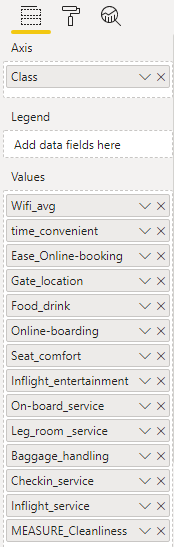 Axis
Class
Legend
Add data fields here
Values
Wifi_avg
time_convenient
Ease_Online-booking
Gate_location
Food_drink
Online-boarding
Seat_comfort
Inflight_entertainment
On-board_service
Leg_room _service
Baggage_handling
Checkin_service
Inflight_service
MEASURE_Cleanliness